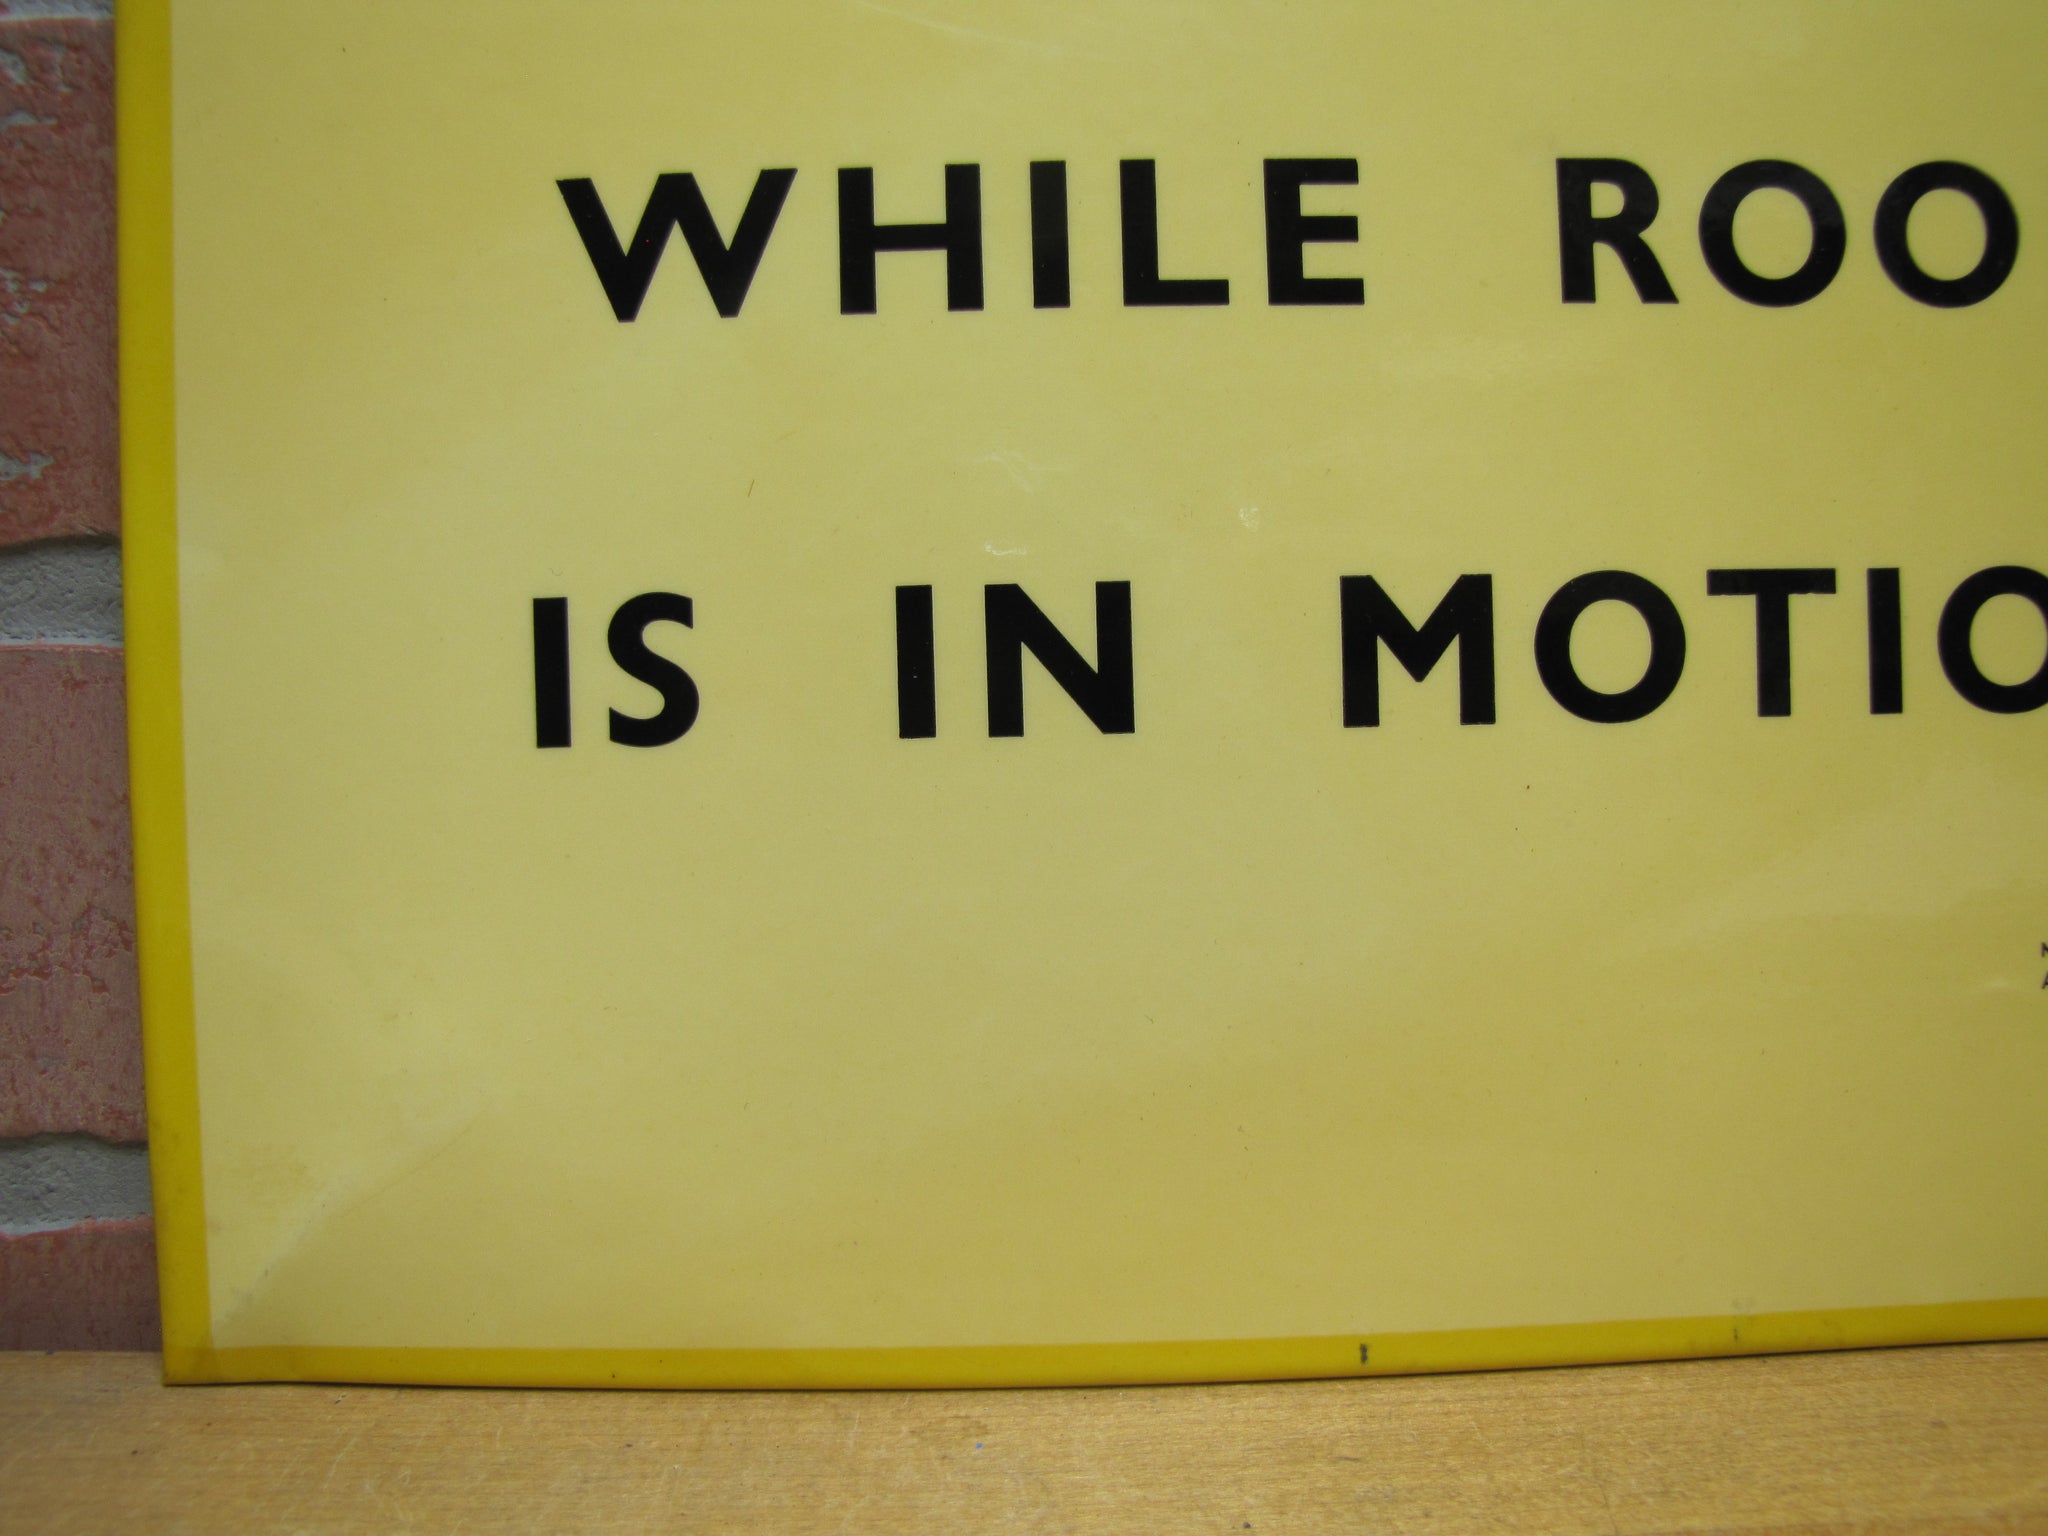 WHILE ROO
IS IN MOTIO